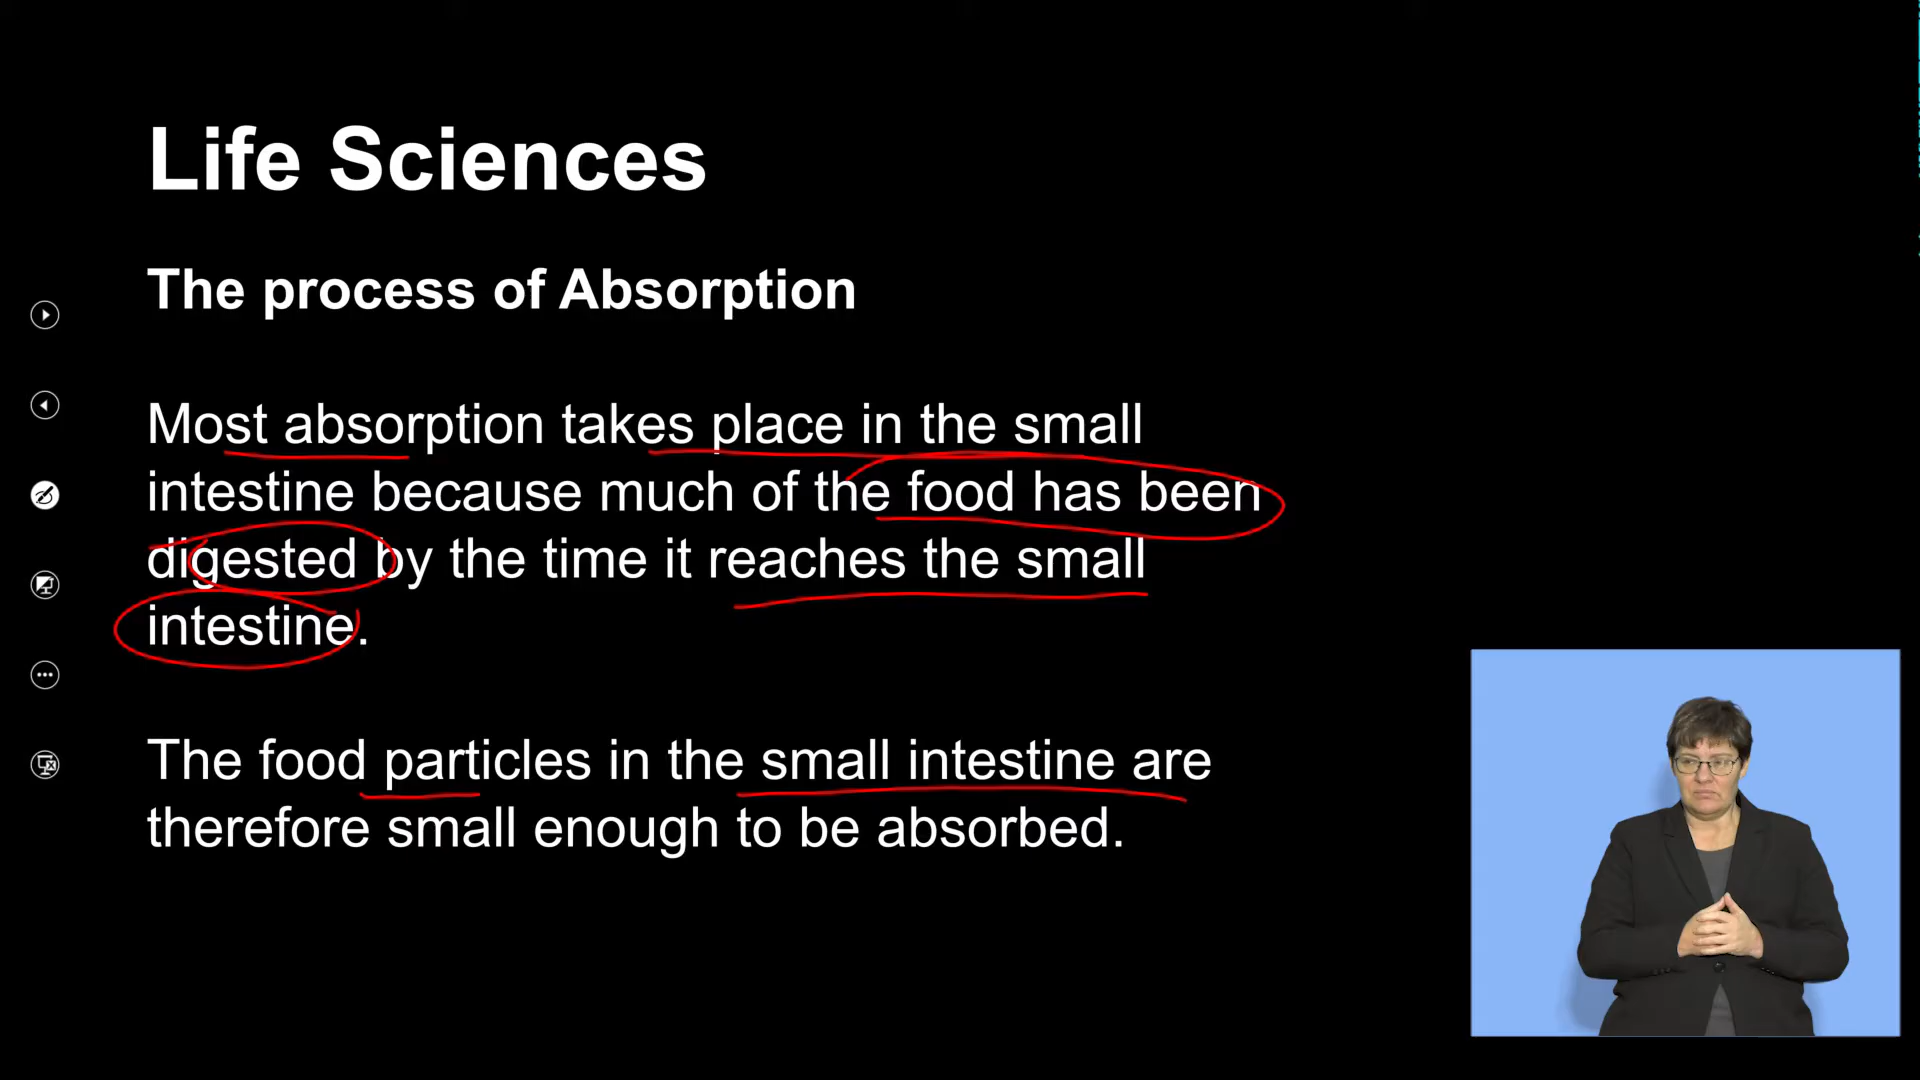 Life Sciences
The process of Absorption
Most absorption takes place in the small
intestine because much of the food has been
digested by the time it reaches the small
intestine.
The food particles in the small intestine are
therefore small enough to be absorbed.